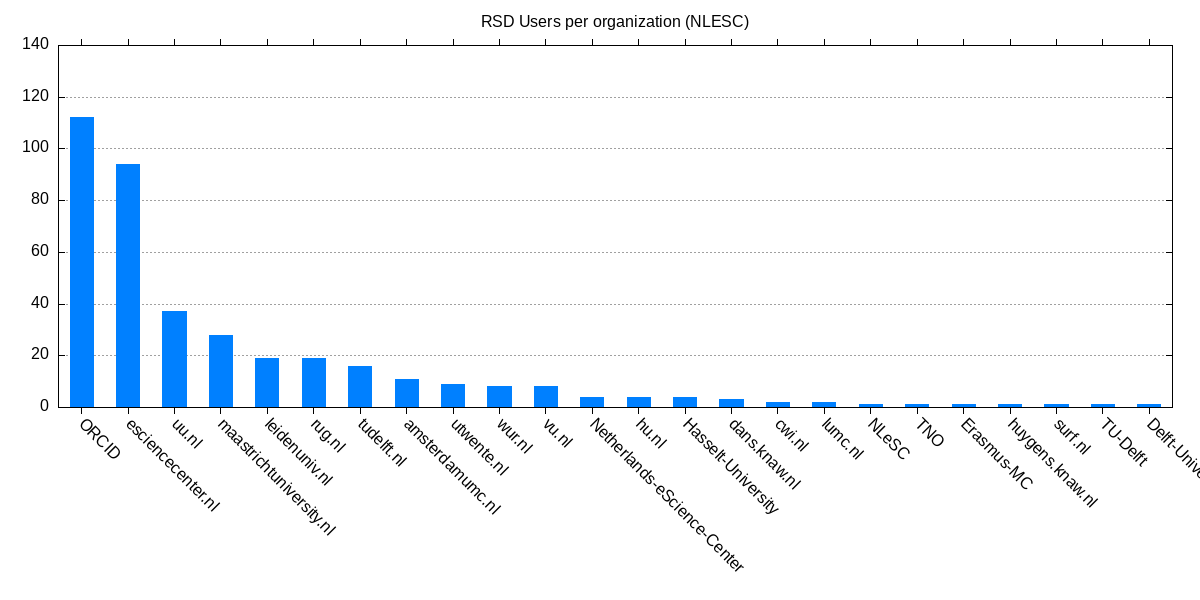 RSD Users per organization (NLESC)
140
120
100
80
60
40
20
0
ORCID
esciencecenter.nl
uu.nl
maastrichtuniversity.nl
leidenuniv.nl
rug.nl
tudelft.nl
amsterdamumc.nl
utwente.nl
wur.nl
vu.nl
Netherlands-eScience-Center
hu.nl
Hasselt-University
dans.knaw.nl
cwi.nl
lumc.nl
NLeSC
TNO
Erasmus-MC
huygens.knaw.nl
surf.nl
TU-Delft